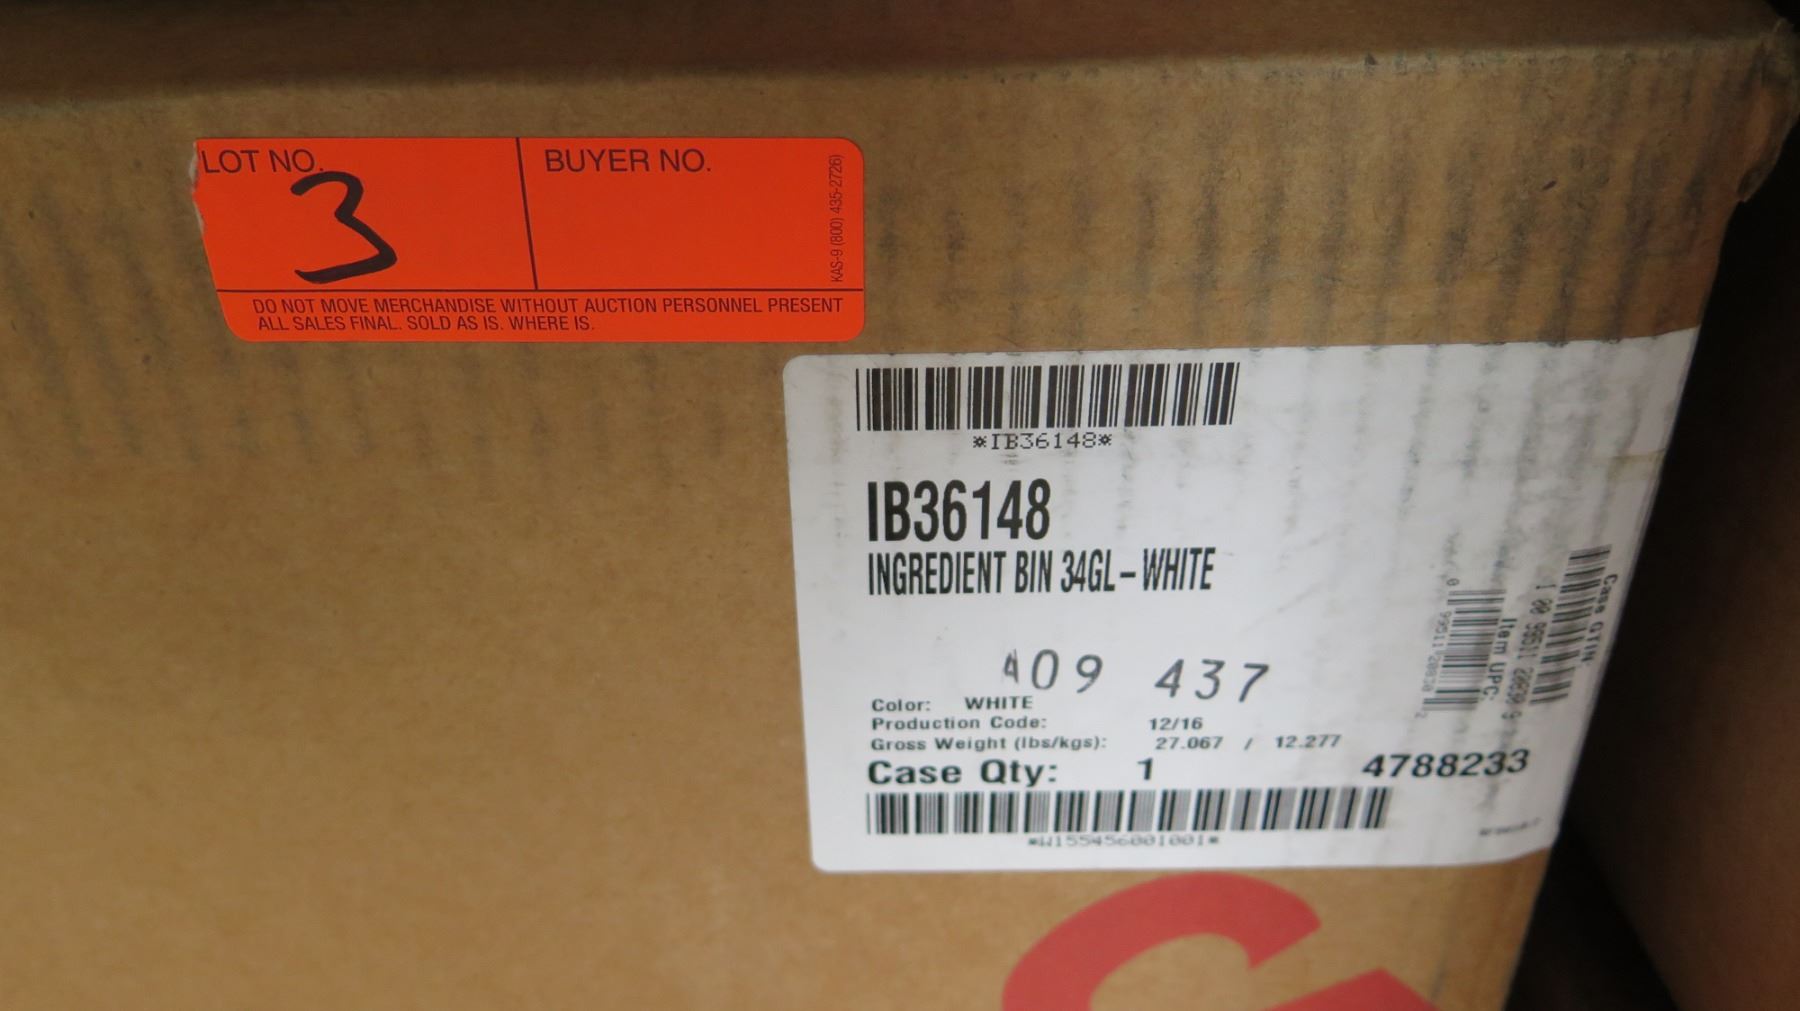 LOT NO.
3
BUYER NO.
KAS-9 (800) 435-2726)
DO NOT MOVE MERCHANDISE WITHOUT AUCTION PERSONNEL PRESENT
ALL SALES FINAL. SOLD AS IS. WHERE IS.
*IB36148*
IB36148
INGREDIENT BIN 34GL – WHITE
A09 437
Color: WHITE
Production Code: 12/16
Gross Weight (lbs/kgs): 27.067 / 12.277
Case Qty: 1 4788233
*W155456001001*
Case GTIN:
Item UPC: